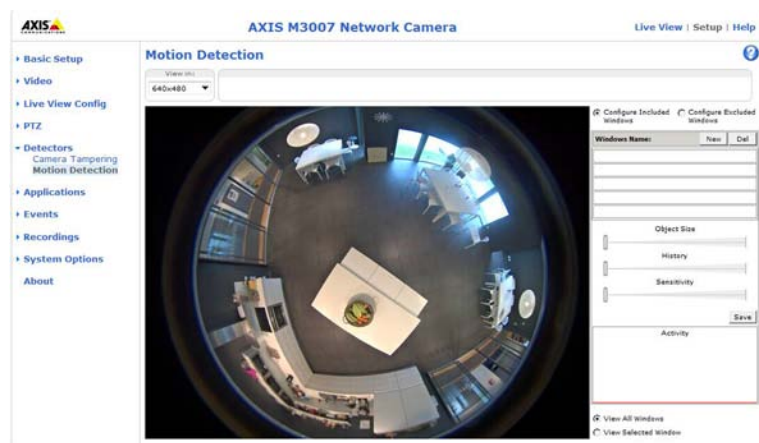 AXIS
COMMUNICATIONS
AXIS M3007 Network Camera
Live View | Setup | Help
Basic Setup
Video
Live View Config
PTZ
Detectors
Camera Tampering
Motion Detection
Applications
Events
Recordings
System Options
About
Motion Detection
?
640x480
Configure Included Windows
Configure Excluded Windows
Windows Name:
New
Del
Object Size
History
Sensitivity
Save
Activity
View All Windows
View Selected Window